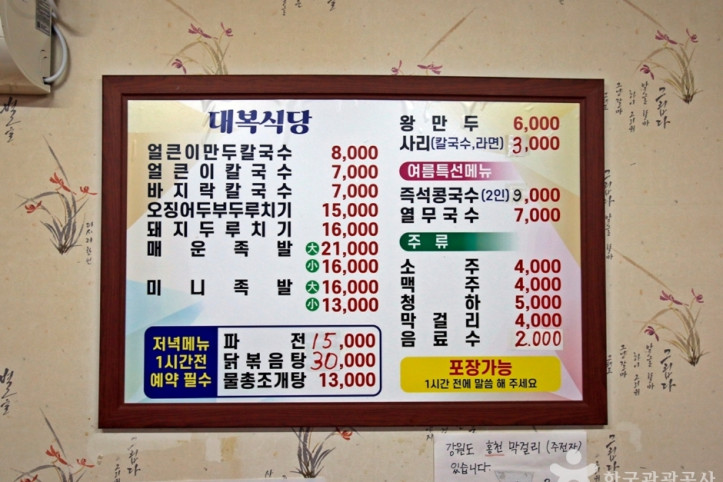 대복식당
얼큰이만두칼국수 8,000
얼큰이칼국수 7,000
바지락칼국수 7,000
오징어두부두루치기 15,000
돼지두루치기 16,000
매운족발 大 21,000
小 16,000
미니족발 大 16,000
小 13,000
저녁메뉴
1시간전
예약 필수
파전 15,000
닭볶음탕 30,000
물총조개탕 13,000
왕만두 6,000
사리(칼국수,라면) 3,000
여름특선메뉴
즉석콩국수(2인) 9,000
열무국수 7,000
주류
소주 4,000
맥주 4,000
청하 5,000
막걸리 4,000
음료수 2.000
포장가능
1시간 전에 말씀 해 주세요
강원도 홍천 막걸리 (주전자)
있습니다
한국관광공사